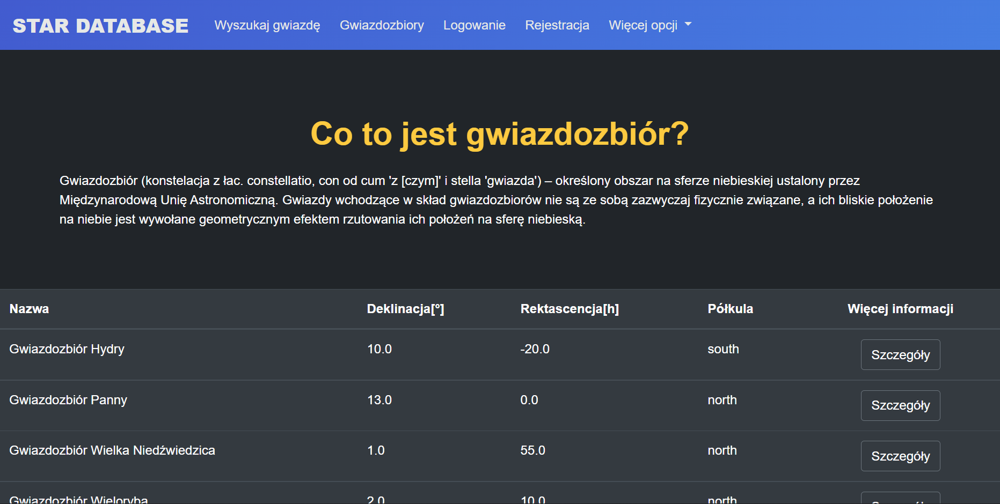 STAR DATABASE Wyszukaj gwiazdę Gwiazdozbiory Logowanie Rejestracja Więcej opcji
Co to jest gwiazdozbiór?
Gwiazdozbiór (konstelacja z łac. constellatio, con od cum 'z [czym]' i stella 'gwiazda') – określony obszar na sferze niebieskiej ustalony przez
Międzynarodową Unię Astronomiczną. Gwiazdy wchodzące w skład gwiazdozbiorów nie są ze sobą zazwyczaj fizycznie związane, a ich bliskie położenie
na niebie jest wywołane geometrycznym efektem rzutowania ich położeń na sferę niebieską.
Nazwa Deklinacja[°] Rektascencja[h] Półkula Więcej informacji
Gwiazdozbiór Hydry 10.0 -20.0 south Szczegóły
Gwiazdozbiór Panny 13.0 0.0 north Szczegóły
Gwiazdozbiór Wielka Niedźwiedzica 1.0 55.0 north Szczegóły
Gwiazdozbiór Wieloryba 2.0 10.0 north